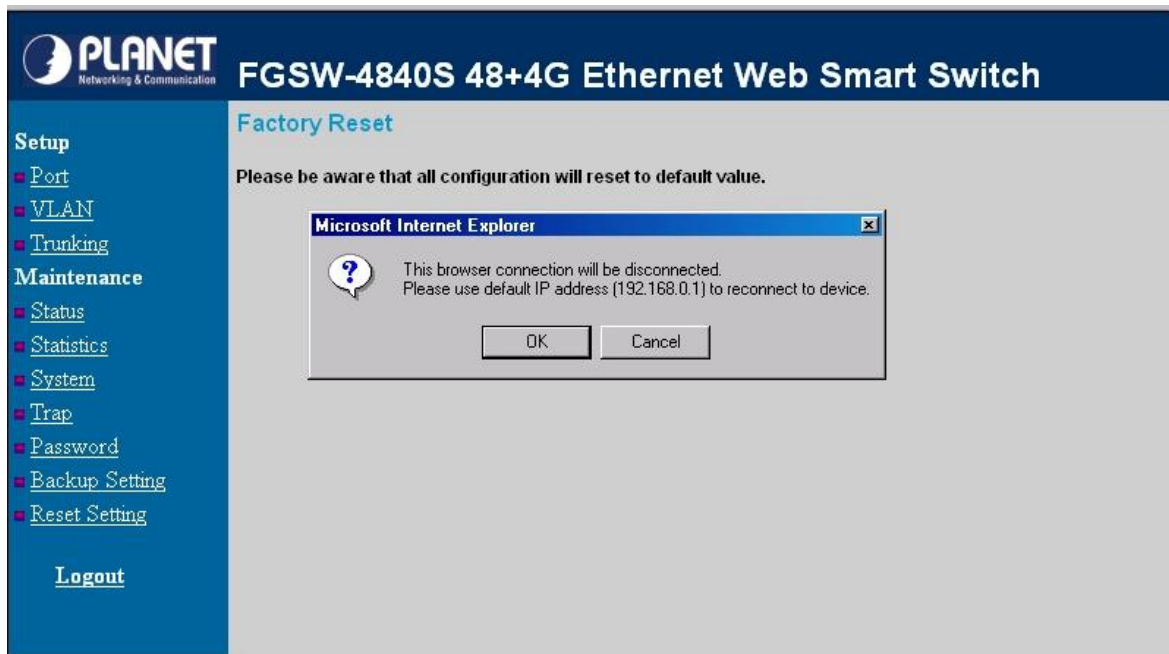 PLANET
Networking & Communication
FGSW-4840S 48+4G Ethernet Web Smart Switch
Setup
Port
VLAN
Trunking
Maintenance
Status
Statistics
System
Trap
Password
Backup Setting
Reset Setting
Logout
Factory Reset
Please be aware that all configuration will reset to default value.
Microsoft Internet Explorer
This browser connection will be disconnected.
Please use default IP address (192.168.0.1) to reconnect to device.
OK
Cancel